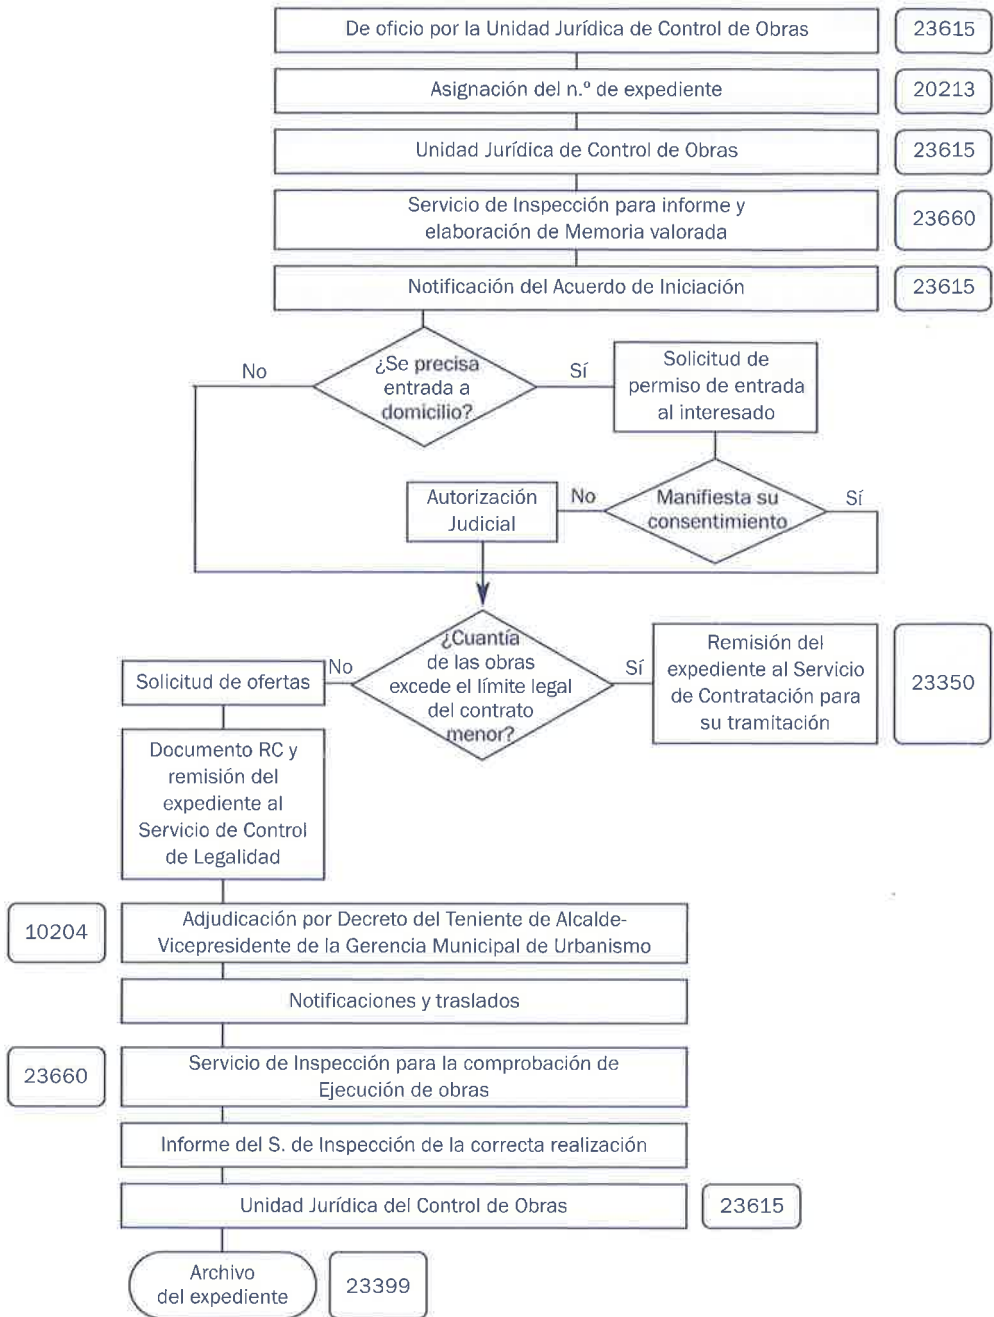 De oficio por la Unidad Jurídica de Control de Obras
23615
Asignación del n.º de expediente
20213
Unidad Jurídica de Control de Obras
23615
Servicio de Inspección para informe y
elaboración de Memoria valorada
23660
Notificación del Acuerdo de Iniciación
23615
No
¿Se precisa
entrada a
domicilio?
Sí
Solicitud de
permiso de entrada
al interesado
Autorización
Judicial
No
Manifiesta su
consentimiento
Sí
¿Cuantía
de las obras
excede el límite legal
del contrato
menor?
No
Sí
Solicitud de ofertas
Remisión del
expediente al Servicio
de Contratación para
su tramitación
23350
Documento RC y
remisión del
expediente al
Servicio de Control
de Legalidad
10204
Adjudicación por Decreto del Teniente de Alcalde-
Vicepresidente de la Gerencia Municipal de Urbanismo
Notificaciones y traslados
23660
Servicio de Inspección para la comprobación de
Ejecución de obras
Informe del S. de Inspección de la correcta realización
Unidad Jurídica del Control de Obras
23615
Archivo
del expediente
23399